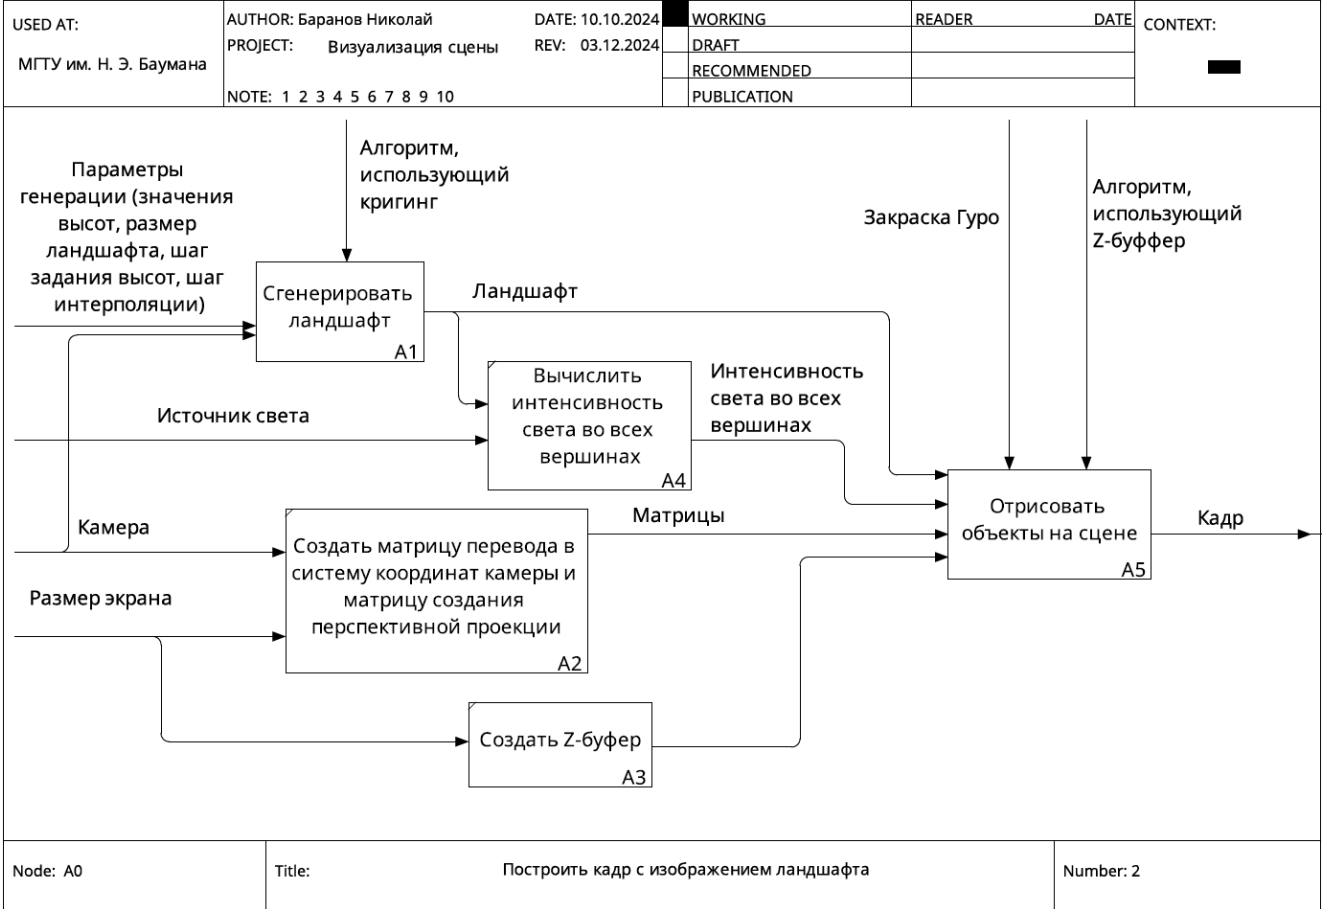 USED AT:
МГТУ им. Н. Э. Баумана
AUTHOR: Баранов Николай
DATE: 10.10.2024
PROJECT: Визуализация сцены
REV: 03.12.2024
NOTE: 1 2 3 4 5 6 7 8 9 10
WORKING
DRAFT
RECOMMENDED
PUBLICATION
READER
DATE
CONTEXT:
Параметры
генерации (значения
высот, размер
ландшафта, шаг
задания высот, шаг
интерполяции)
Алгоритм,
использующий
кригинг
Закраска Гуро
Алгоритм,
использующий
Z-буффер
Сгенерировать
ландшафт
A1
Ландшафт
Источник света
Вычислить
интенсивность
света во всех
вершинах
A4
Интенсивность
света во всех
вершинах
Камера
Размер экрана
Создать матрицу перевода в
систему координат камеры и
матрицу создания
перспективной проекции
A2
Матрицы
Создать Z-буфер
A3
Отрисовать
объекты на сцене
A5
Кадр
Node: A0
Title:
Построить кадр с изображением ландшафта
Number: 2